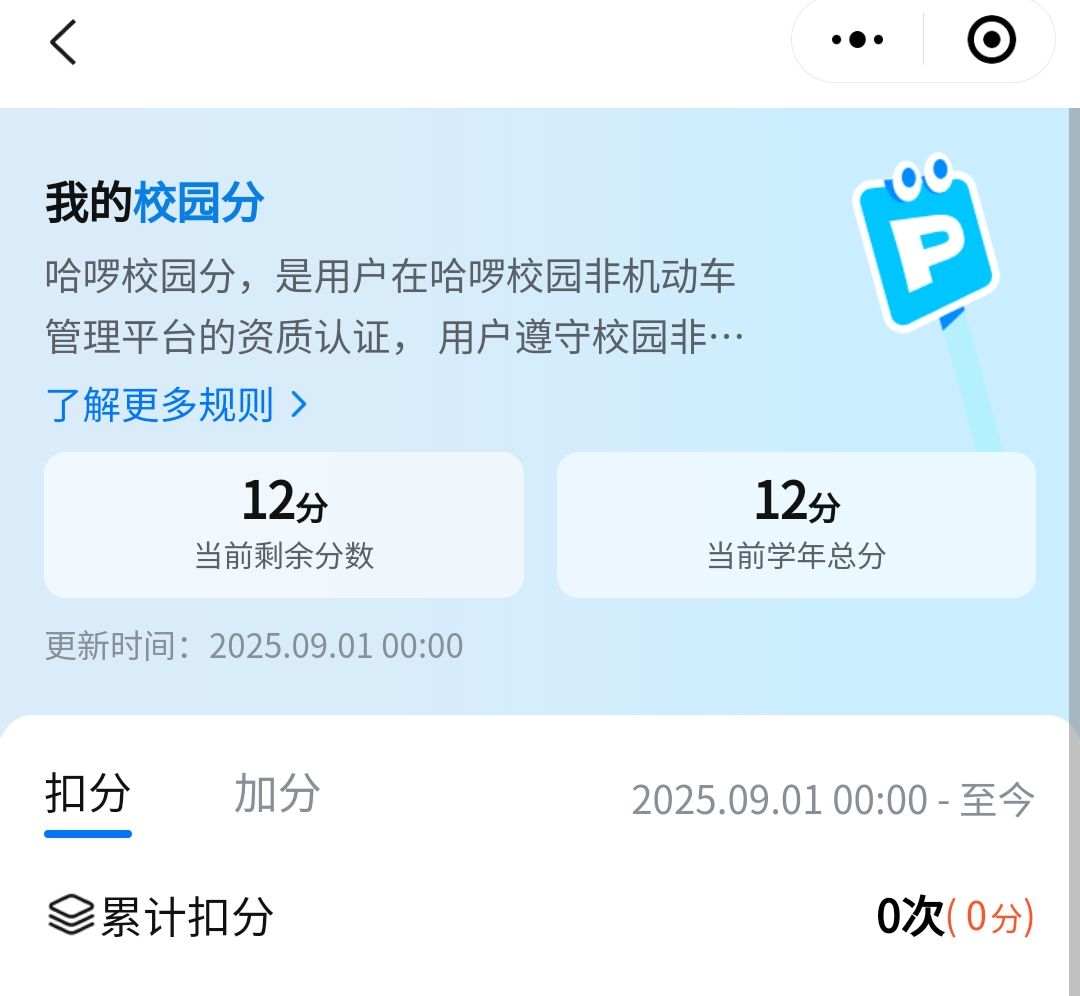 我的校园分
P
哈啰校园分，是用户在哈啰校园非机动车
管理平台的资质认证， 用户遵守校园非…
了解更多规则 >
12分
当前剩余分数
12分
当前学年总分
更新时间：2025.09.01 00:00
扣分
加分
2025.09.01 00:00 - 至今
累计扣分
0次( 0分)